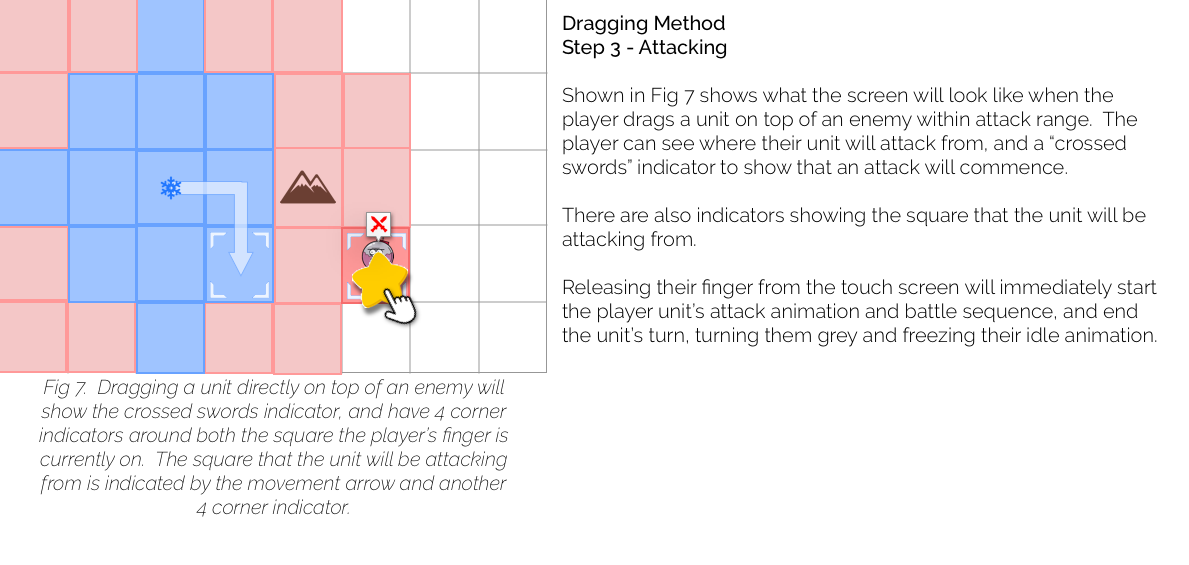 Dragging Method
Step 3 - Attacking
Shown in Fig 7 shows what the screen will look like when the
player drags a unit on top of an enemy within attack range.  The
player can see where their unit will attack from, and a “crossed
swords” indicator to show that an attack will commence.
There are also indicators showing the square that the unit will be
attacking from.
Releasing their finger from the touch screen will immediately start
the player unit’s attack animation and battle sequence, and end
the unit’s turn, turning them grey and freezing their idle animation.
Fig 7.  Dragging a unit directly on top of an enemy will
show the crossed swords indicator, and have 4 corner
indicators around both the square the player’s finger is
currently on.  The square that the unit will be attacking
from is indicated by the movement arrow and another
4 corner indicator.